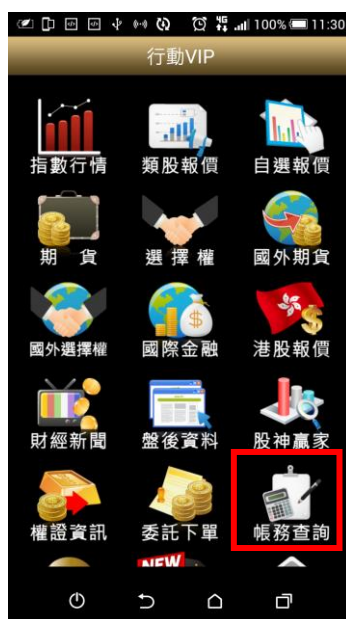 4G 100% 11:30
行動VIP
指數行情 類股報價 自選報價
期 貨 選 擇 權 國外期貨
國外選擇權 國際金融 港股報價
財經新聞 盤後資料 股神贏家
權證資訊 委託下單 帳務查詢
NEW